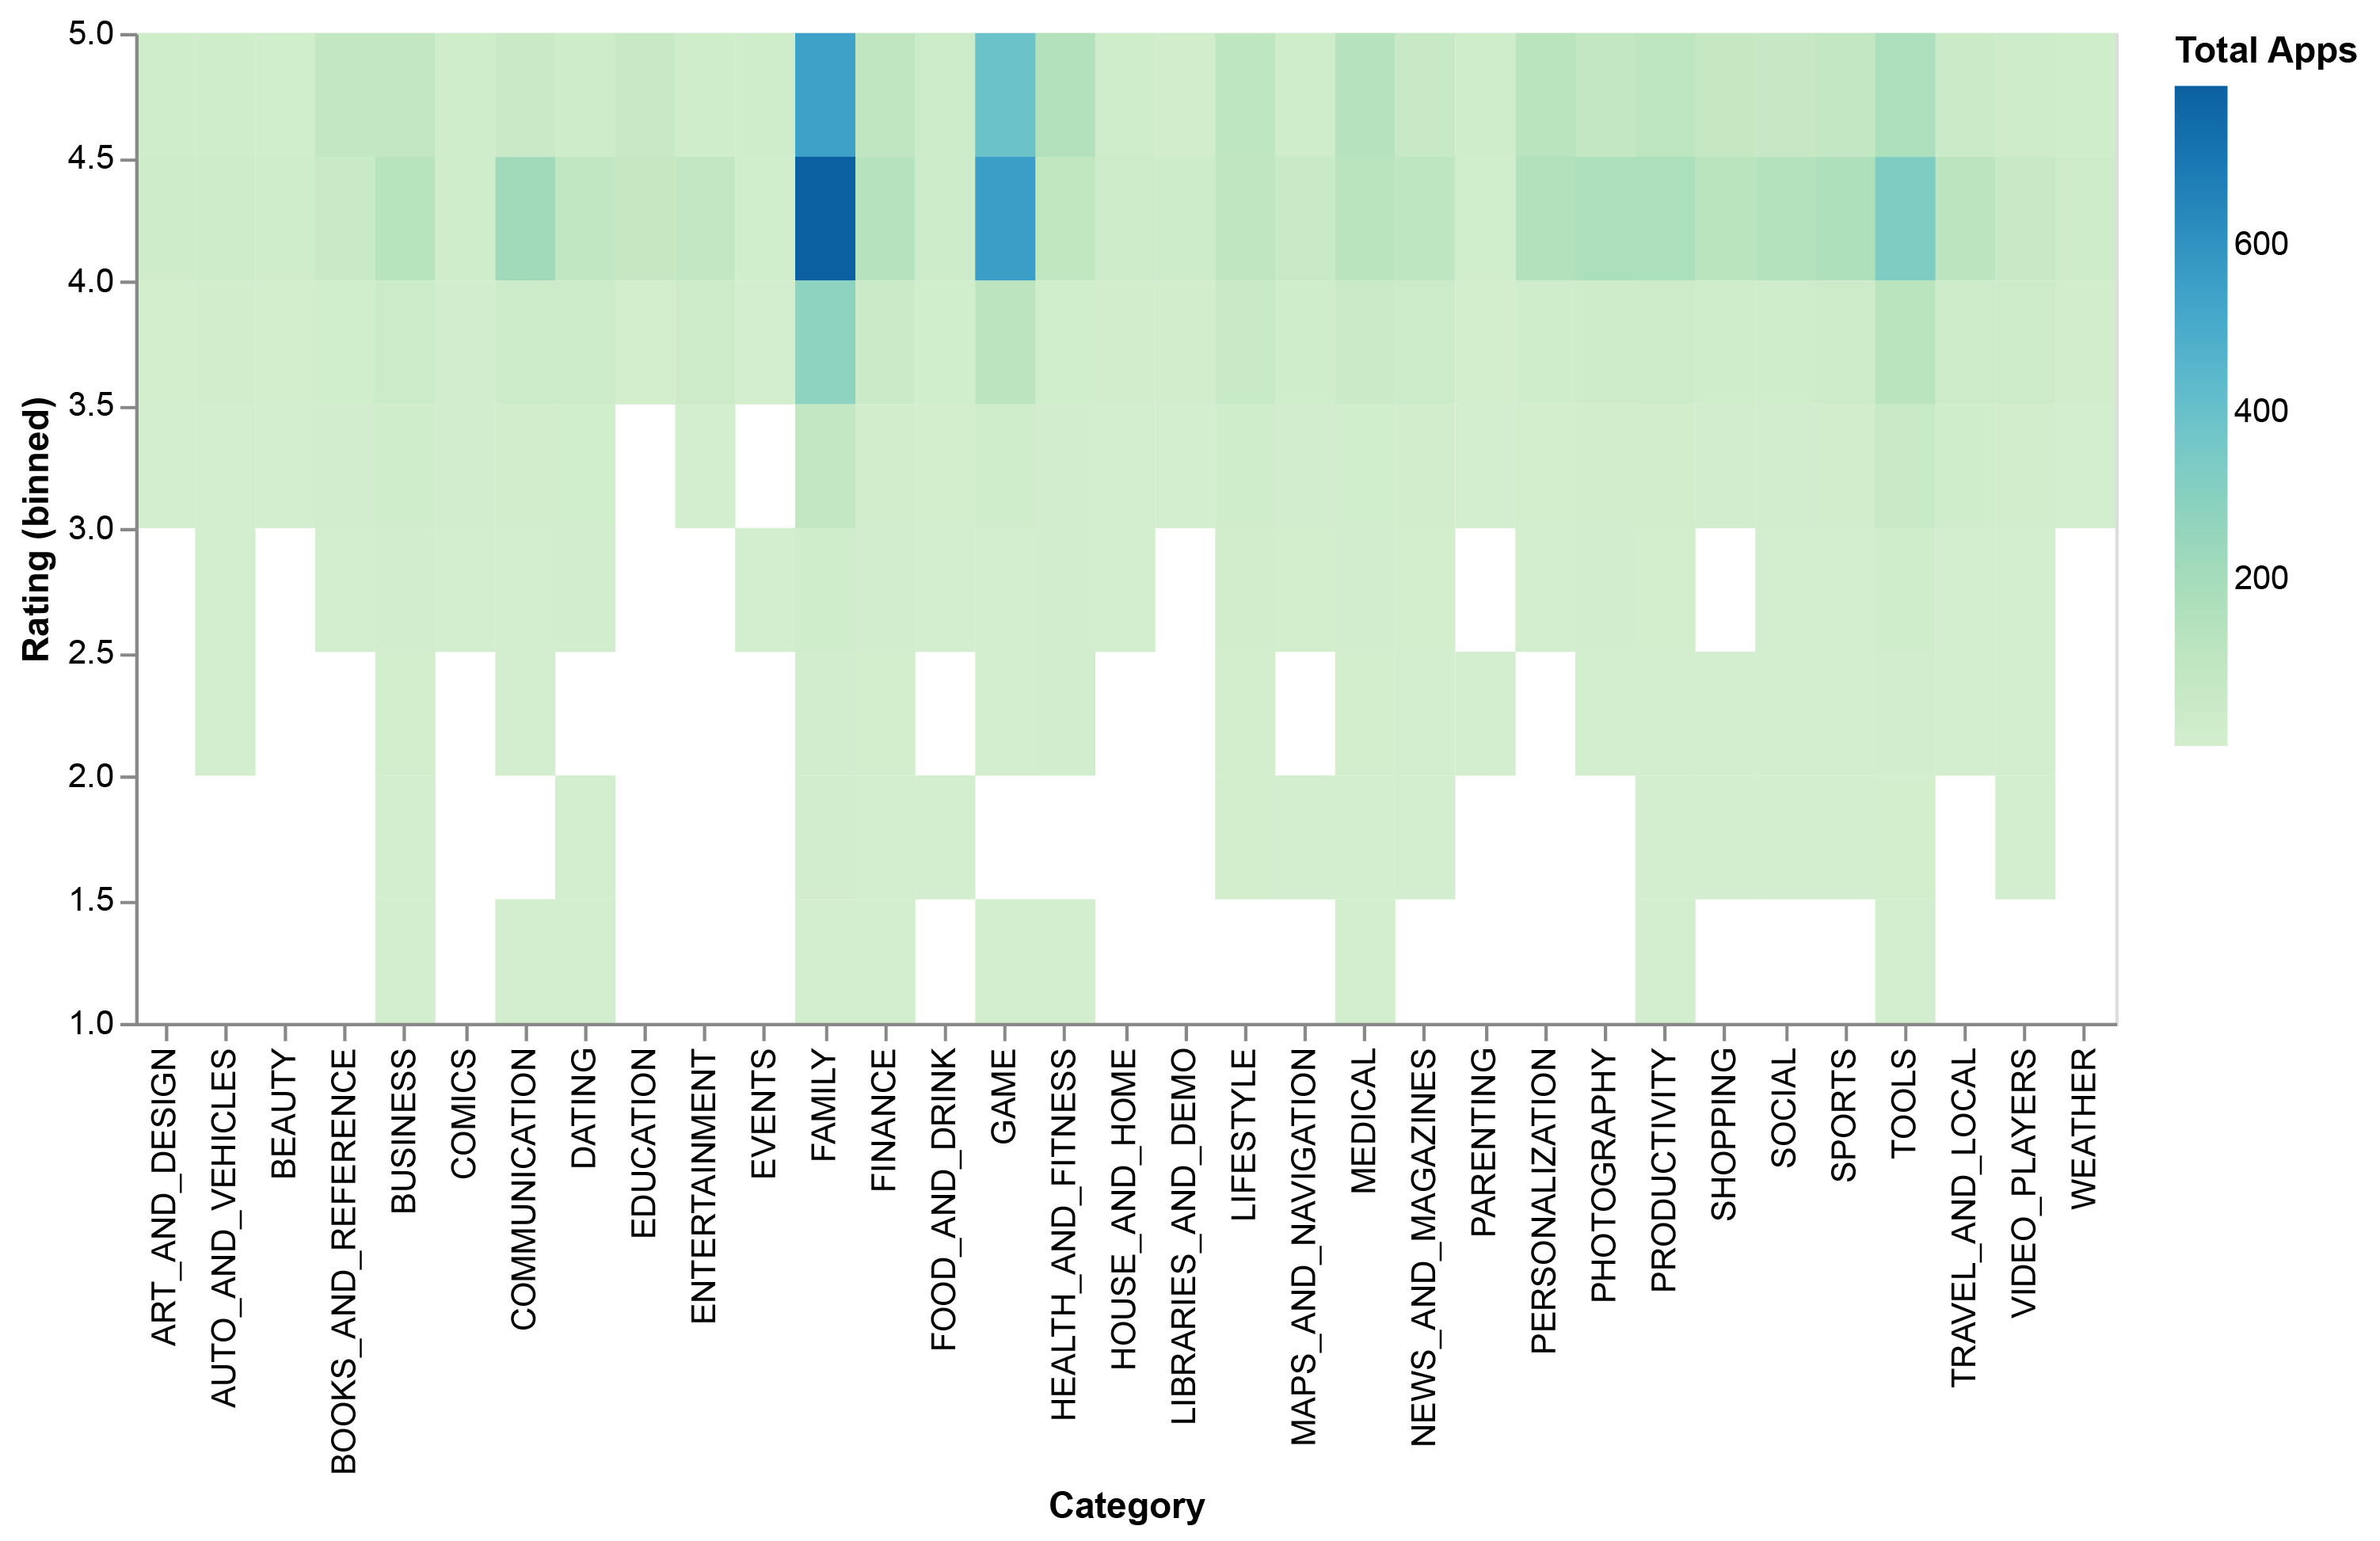 Total Apps
600
400
200
Rating (binned)
5.0
4.5
4.0
3.5
3.0
2.5
2.0
1.5
1.0
ART_AND_DESIGN
AUTO_AND_VEHICLES
BEAUTY
BOOKS_AND_REFERENCE
BUSINESS
COMICS
COMMUNICATION
DATING
EDUCATION
ENTERTAINMENT
EVENTS
FAMILY
FINANCE
FOOD_AND_DRINK
GAME
HEALTH_AND_FITNESS
HOUSE_AND_HOME
LIBRARIES_AND_DEMO
LIFESTYLE
MAPS_AND_NAVIGATION
MEDICAL
NEWS_AND_MAGAZINES
PARENTING
PERSONALIZATION
PHOTOGRAPHY
PRODUCTIVITY
SHOPPING
SOCIAL
SPORTS
TOOLS
TRAVEL_AND_LOCAL
VIDEO_PLAYERS
WEATHER
Category